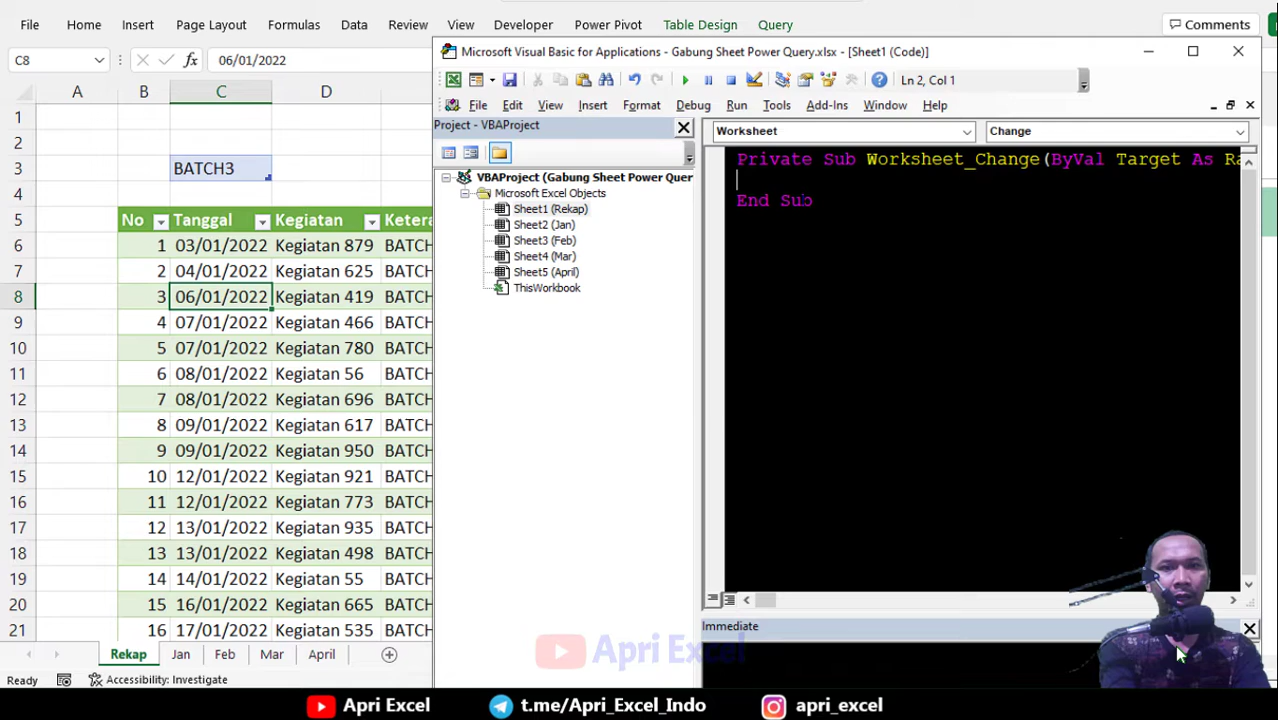 File Home Insert Page Layout Formulas Data Review View Developer Power Pivot Table Design Query Comments
C8 fx 06/01/2022
Microsoft Visual Basic for Applications - Gabung Sheet Power Query.xlsx - [Sheet1 (Code)]
Ln 2, Col 1
File Edit View Insert Format Debug Run Tools Add-Ins Window Help
Project - VBAProject
VBAProject (Gabung Sheet Power Quer
Microsoft Excel Objects
Sheet1 (Rekap)
Sheet2 (Jan)
Sheet3 (Feb)
Sheet4 (Mar)
Sheet5 (April)
ThisWorkbook
Worksheet Change
Private Sub Worksheet_Change(ByVal Target As Ra
End Sub
Immediate
A B C D
1
2
3 BATCH3
4
5 No Tanggal Kegiatan Ketera
6 1 03/01/2022 Kegiatan 879 BATCH
7 2 04/01/2022 Kegiatan 625 BATCH
8 3 06/01/2022 Kegiatan 419 BATCH
9 4 07/01/2022 Kegiatan 466 BATCH
10 5 07/01/2022 Kegiatan 780 BATCH
11 6 08/01/2022 Kegiatan 56 BATCH
12 7 08/01/2022 Kegiatan 696 BATCH
13 8 09/01/2022 Kegiatan 617 BATCH
14 9 09/01/2022 Kegiatan 950 BATCH
15 10 12/01/2022 Kegiatan 921 BATCH
16 11 12/01/2022 Kegiatan 773 BATCH
17 12 13/01/2022 Kegiatan 935 BATCH
18 13 13/01/2022 Kegiatan 498 BATCH
19 14 14/01/2022 Kegiatan 55 BATCH
20 15 16/01/2022 Kegiatan 665 BATCH
21 16 17/01/2022 Kegiatan 535 BATCH
Rekap Jan Feb Mar April
Apri Excel
Ready Accessibility: Investigate
Apri Excel t.me/Apri_Excel_Indo apri_excel